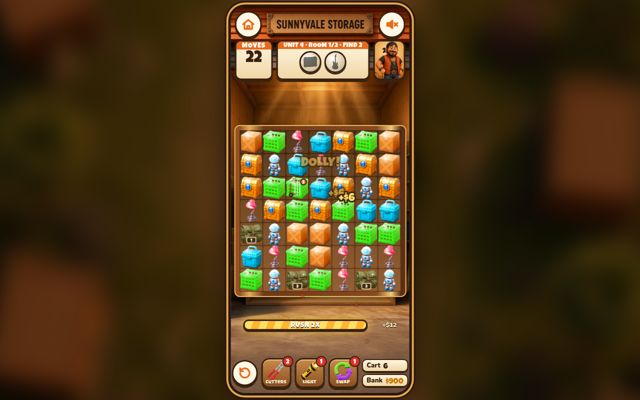 SUNNYVALE STORAGE
MOVES
22
UNIT 4 · ROOM 1/2 · FIND 2
DOLLY!
+$6
RUSH 2X
+$12
2
CUTTERS
1
LIGHT
1
SWAP
Cart 6
Bank $900